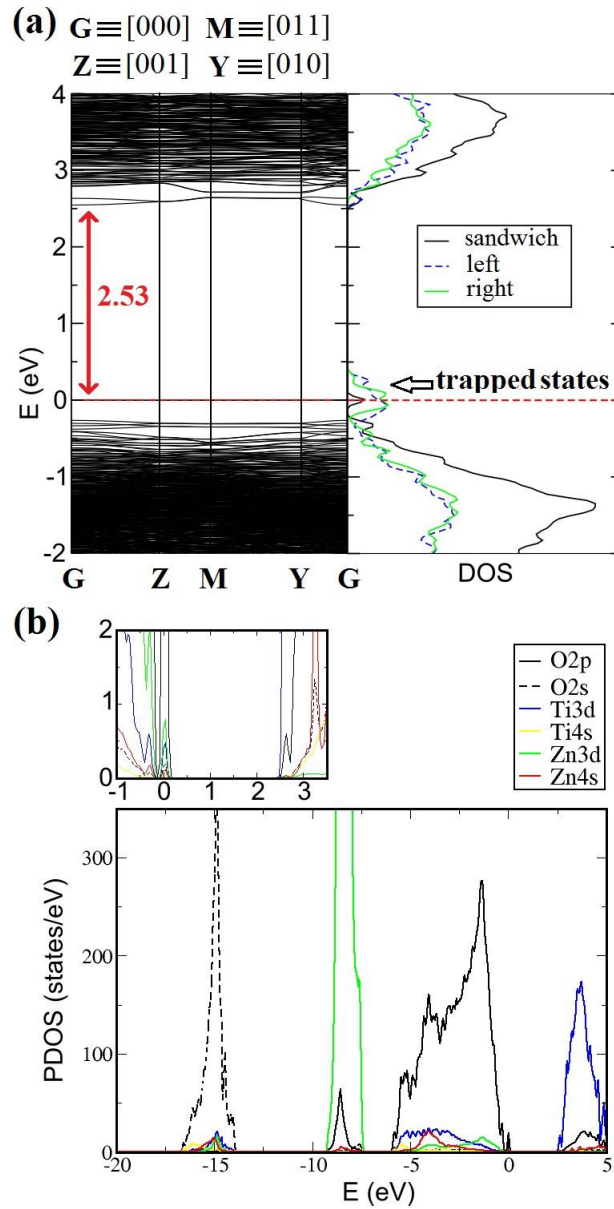 (a) G≡[000] M≡[011]
Z≡[001] Y≡[010]
4
3
2
1
0
-1
-2
E (eV)
2.53
G Z M Y G
sandwich
left
right
trapped states
DOS
(b)
2
1
0
-1 0 1 2 3
O2p
O2s
Ti3d
Ti4s
Zn3d
Zn4s
PDOS (states/eV)
300
200
100
0
-20 -15 -10 -5 0 5
E (eV)